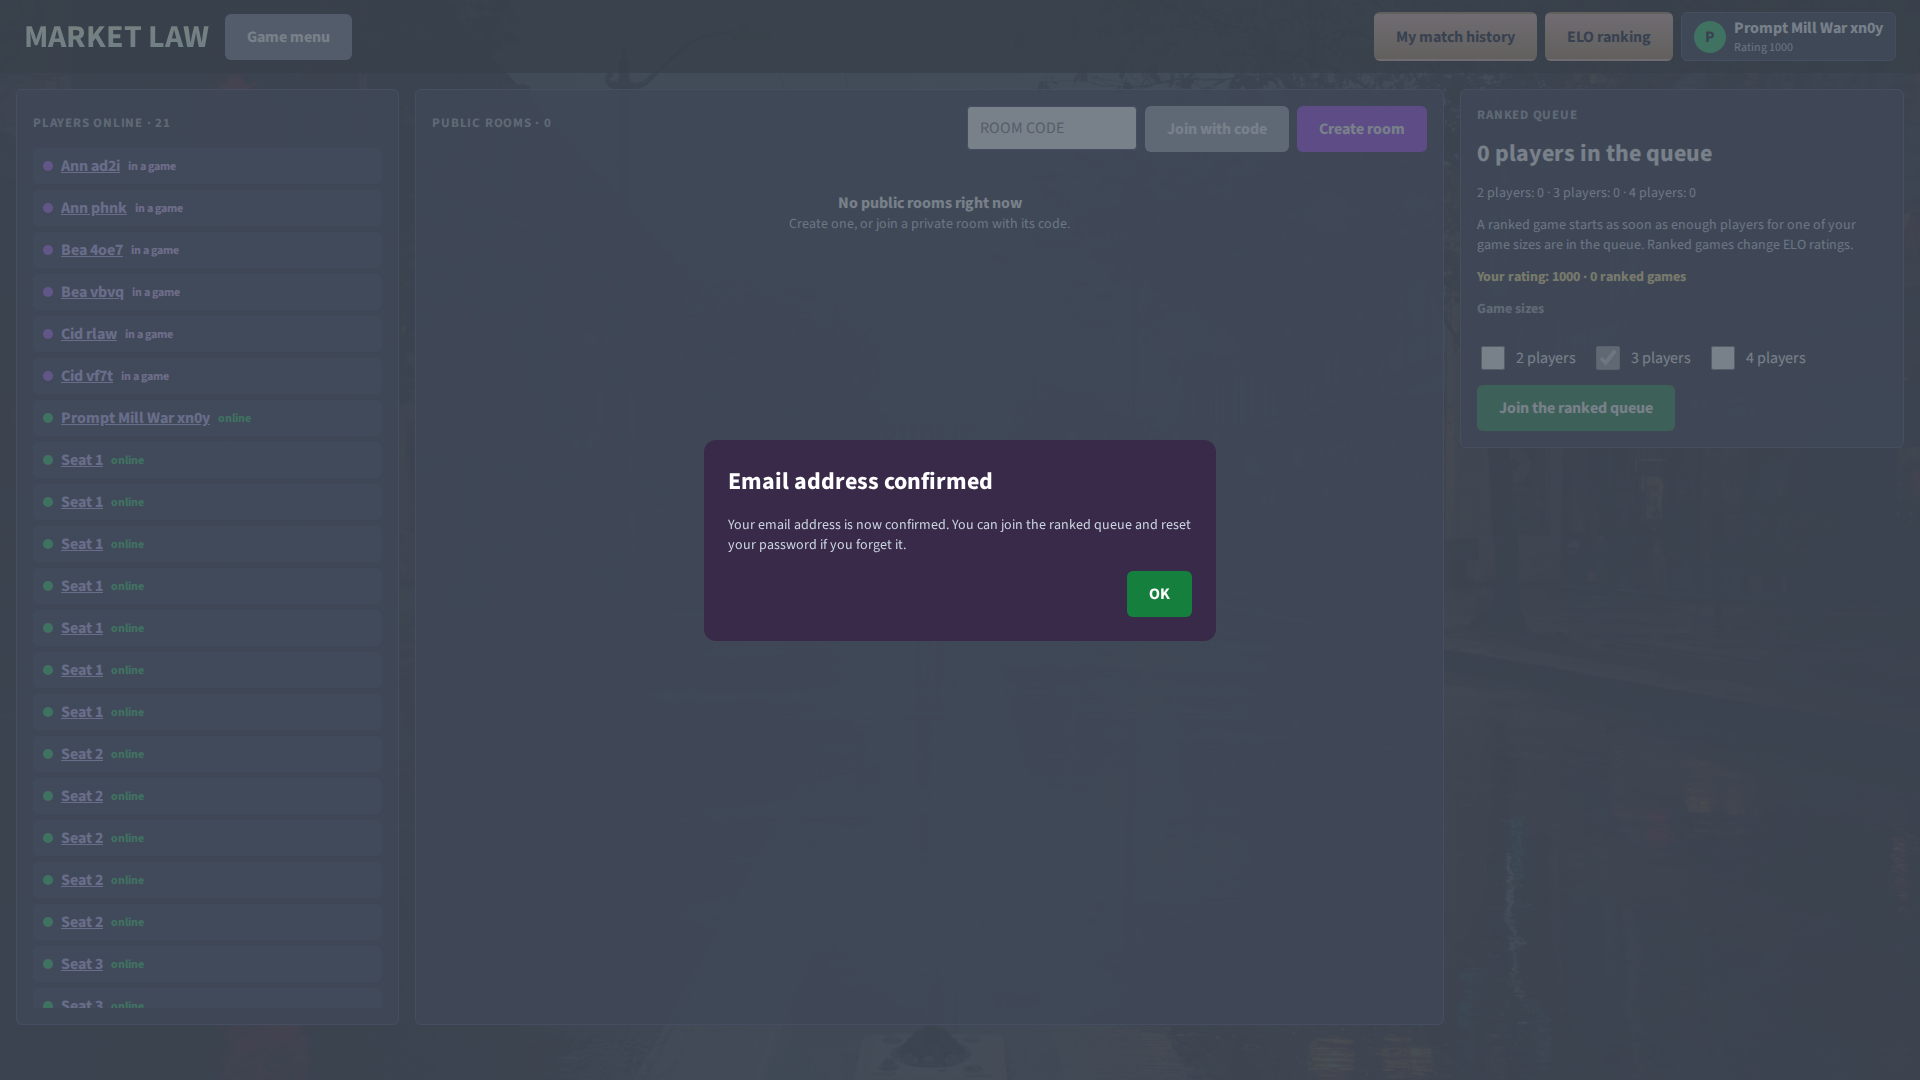 MARKET LAW
Game menu
My match history
ELO ranking
P
Prompt Mill War xn0y
Rating 1000
PLAYERS ONLINE · 21
Ann ad2i in a game
Ann phnk in a game
Bea 4oe7 in a game
Bea vbvq in a game
Cid rlaw in a game
Cid vf7t in a game
Prompt Mill War xn0y online
Seat 1 online
Seat 1 online
Seat 1 online
Seat 1 online
Seat 1 online
Seat 1 online
Seat 1 online
Seat 2 online
Seat 2 online
Seat 2 online
Seat 2 online
Seat 2 online
Seat 3 online
Seat 3 online
PUBLIC ROOMS · 0
ROOM CODE
Join with code
Create room
No public rooms right now
Create one, or join a private room with its code.
Email address confirmed
Your email address is now confirmed. You can join the ranked queue and reset
your password if you forget it.
OK
RANKED QUEUE
0 players in the queue
2 players: 0 · 3 players: 0 · 4 players: 0
A ranked game starts as soon as enough players for one of your
game sizes are in the queue. Ranked games change ELO ratings.
Your rating: 1000 · 0 ranked games
Game sizes
2 players
3 players
4 players
Join the ranked queue